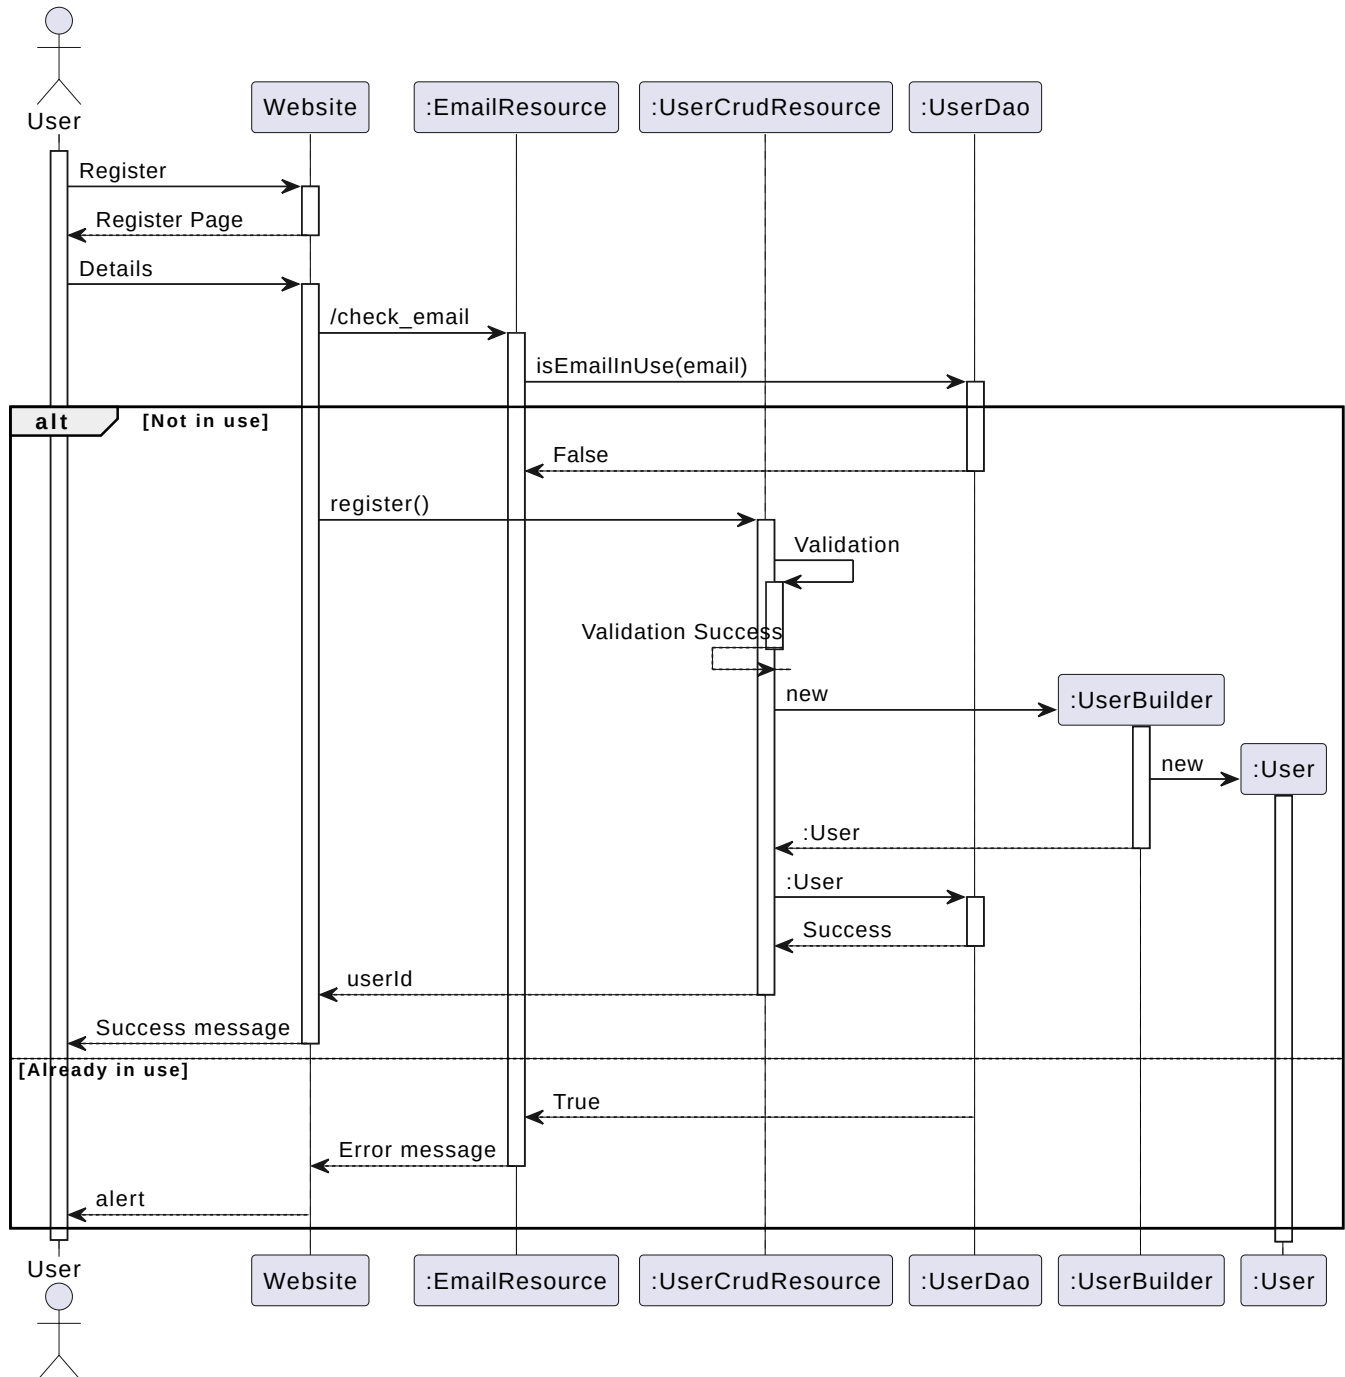 User
Website
:EmailResource
:UserCrudResource
:UserDao
Register
Register Page
Details
/check_email
isEmailInUse(email)
alt
[Not in use]
False
register()
Validation
Validation Success
new
:UserBuilder
new
:User
:User
:User
Success
userId
Success message
[Already in use]
True
Error message
alert
User
Website
:EmailResource
:UserCrudResource
:UserDao
:UserBuilder
:User